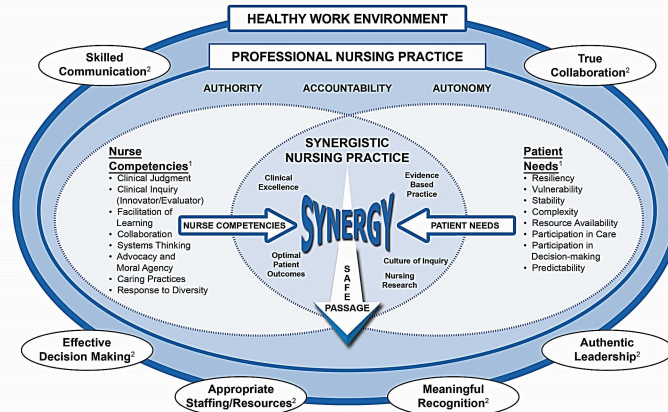 HEALTHY WORK ENVIRONMENT
PROFESSIONAL NURSING PRACTICE
Skilled
Communication²
True
Collaboration²
AUTHORITY
ACCOUNTABILITY
AUTONOMY
SYNERGISTIC
NURSING PRACTICE
Nurse
Competencies¹
• Clinical Judgment
• Clinical Inquiry
(Innovator/Evaluator)
• Facilitation of
Learning
• Collaboration
• Systems Thinking
• Advocacy and
Moral Agency
• Caring Practices
• Response to Diversity
Clinical
Excellence
Evidence
Based
Practice
NURSE COMPETENCIES
SYNERGY
PATIENT NEEDS
Optimal
Patient
Outcomes
Culture of Inquiry
Nursing
Research
SAFE
PASSAGE
Patient
Needs¹
• Resiliency
• Vulnerability
• Stability
• Complexity
• Resource Availability
• Participation in Care
• Participation in
Decision-making
• Predictability
Effective
Decision Making²
Authentic
Leadership²
Appropriate
Staffing/Resources²
Meaningful
Recognition²